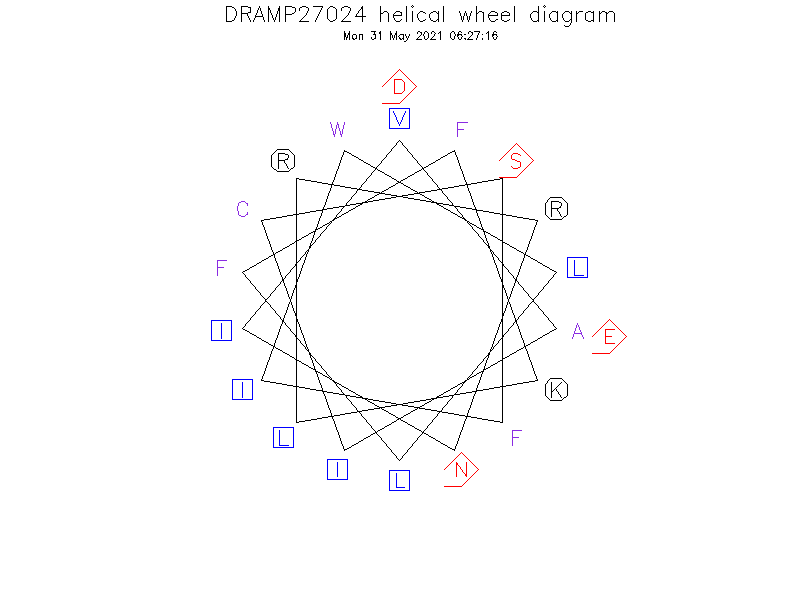 DRAMP27024 helical wheel diagram
Mon 31 May 2021 06:27:16
D
W V F
R S
C R
F L
I A E
I K
L F
I L N